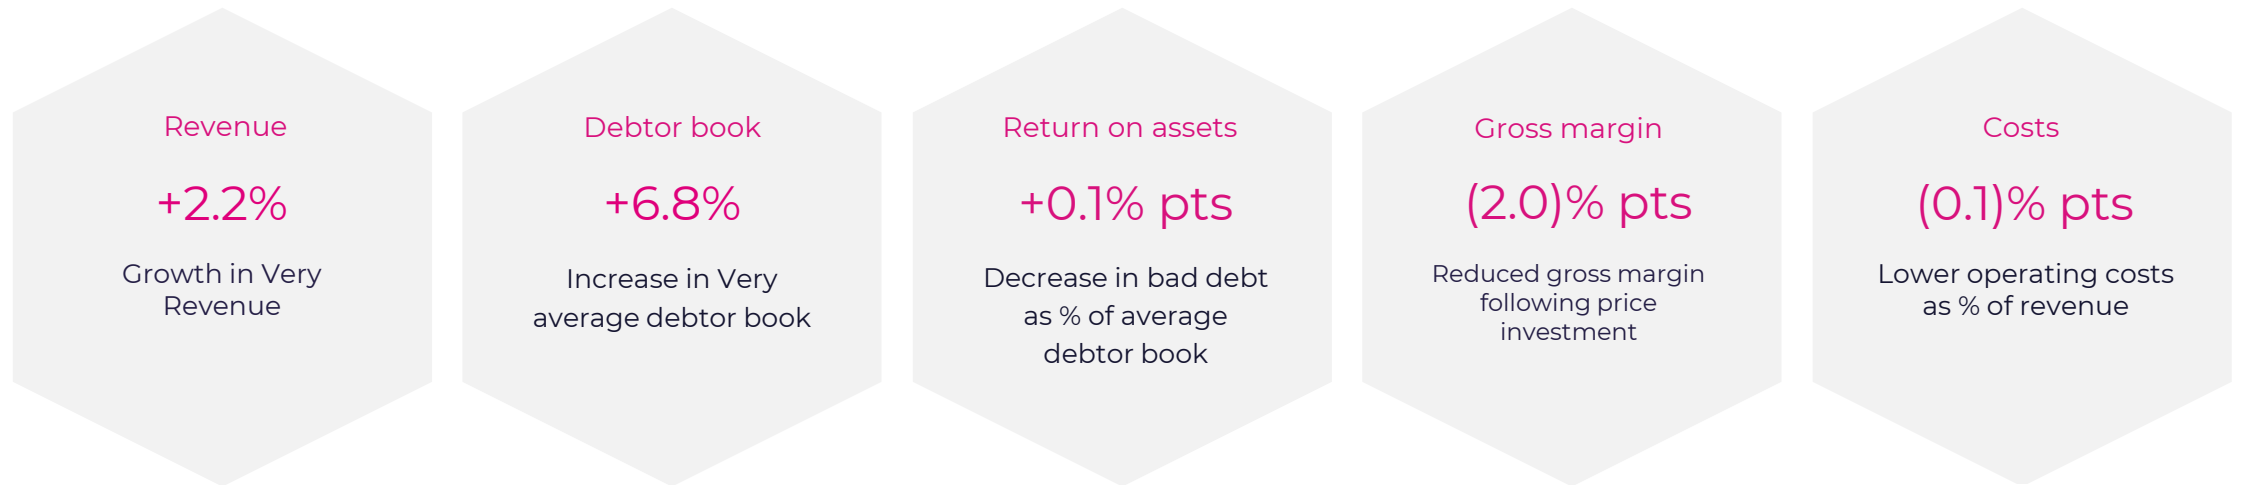 Revenue
+2.2%
Growth in Very
Revenue
Debtor book
+6.8%
Increase in Very
average debtor book
Return on assets
+0.1% pts
Decrease in bad debt
as % of average
debtor book
Gross margin
(2.0)% pts
Reduced gross margin
following price
investment
Costs
(0.1)% pts
Lower operating costs
as % of revenue